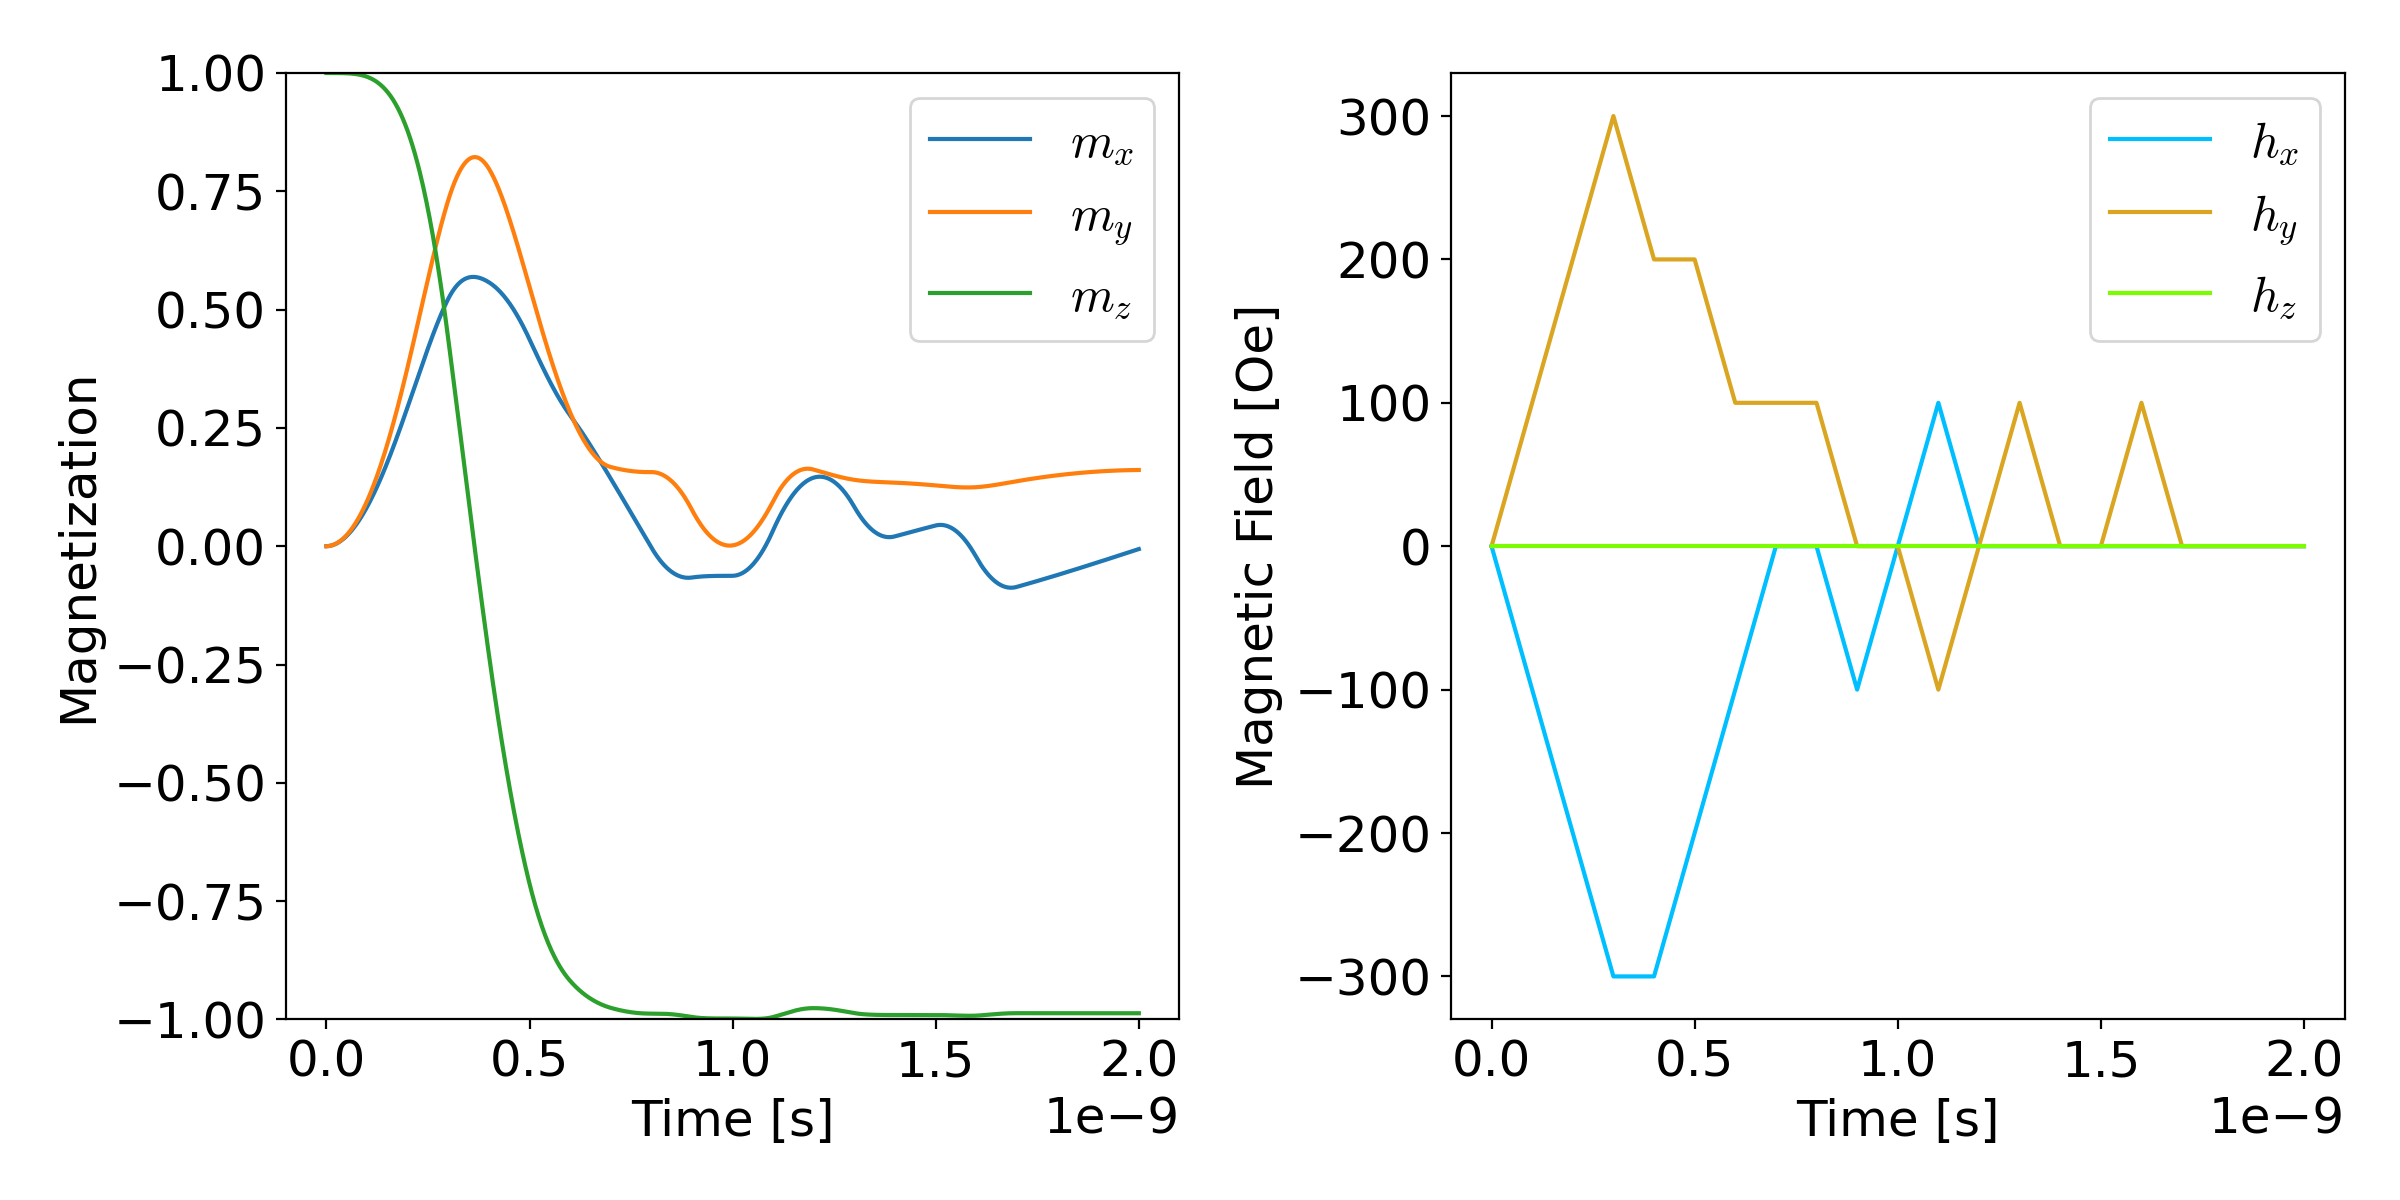 Magnetization
1.00
0.75
0.50
0.25
0.00
−0.25
−0.50
−0.75
−1.00
0.0 0.5 1.0 1.5 2.0
Time [s]
1e−9
m_x
m_y
m_z
Magnetic Field [Oe]
300
200
100
0
−100
−200
−300
0.0 0.5 1.0 1.5 2.0
Time [s]
1e−9
h_x
h_y
h_z